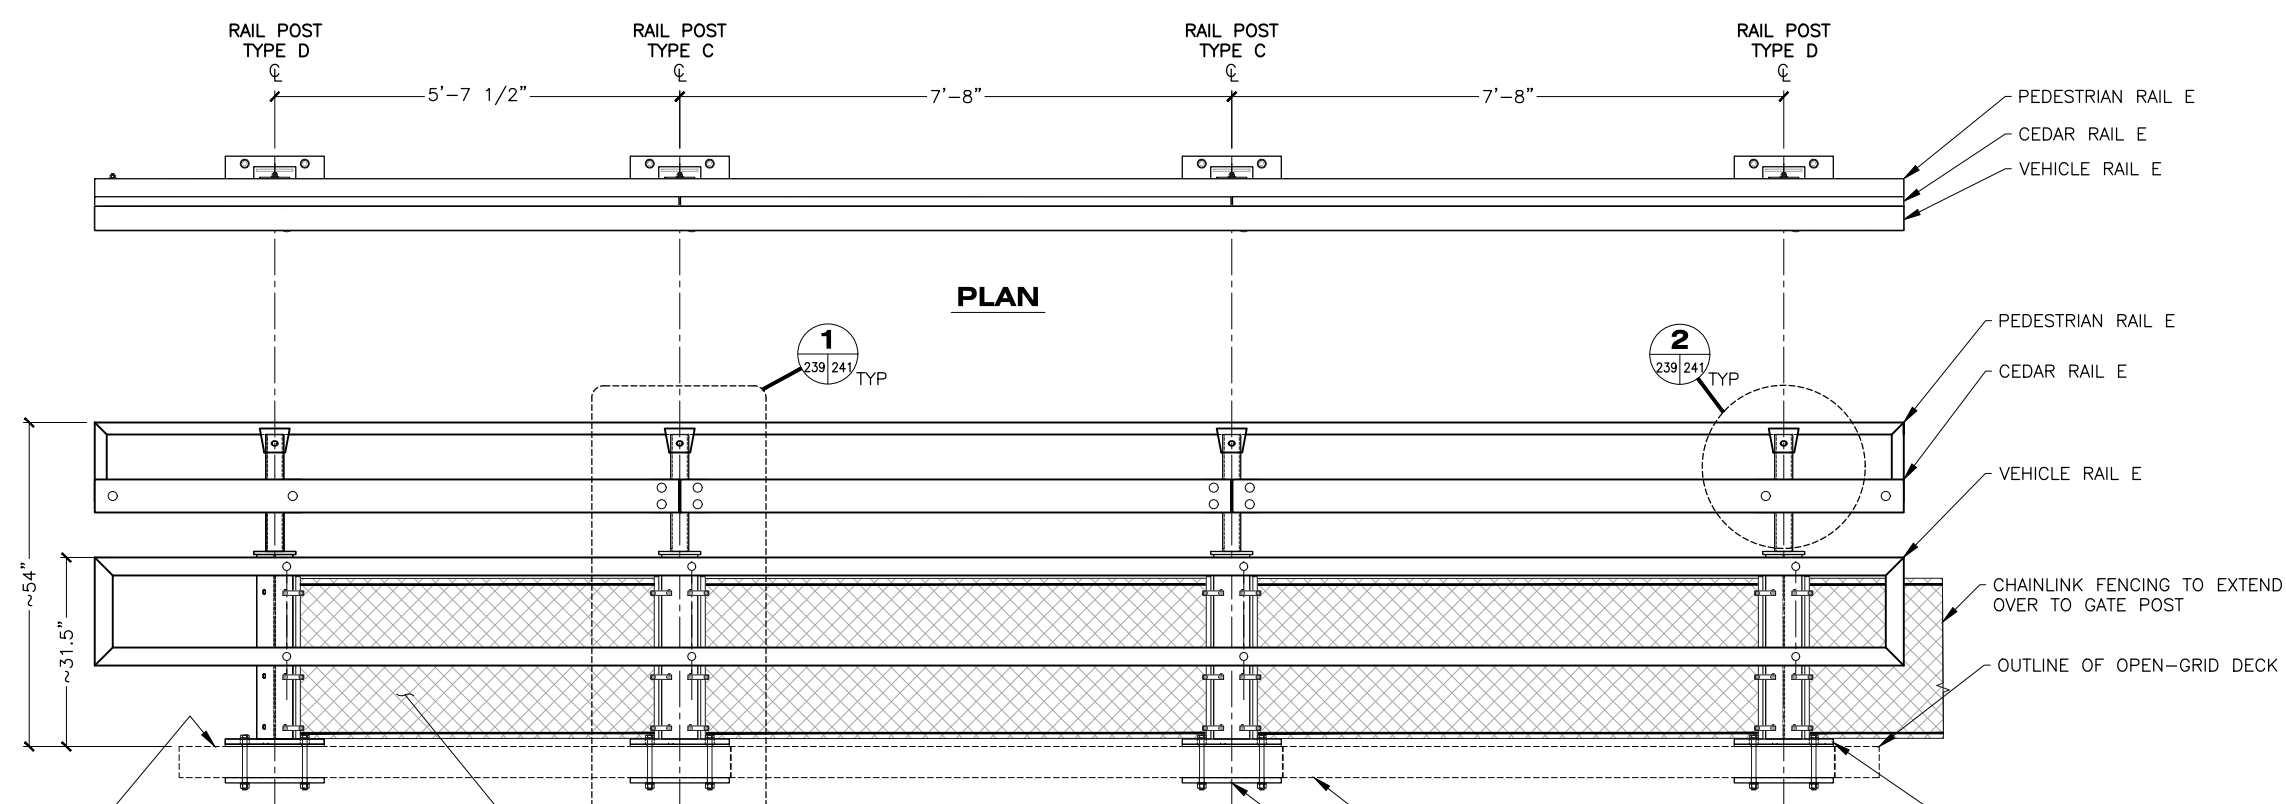 RAIL POST
TYPE D
℄
RAIL POST
TYPE C
℄
RAIL POST
TYPE C
℄
RAIL POST
TYPE D
℄
5'-7 1/2"
7'-8"
7'-8"
PEDESTRIAN RAIL E
CEDAR RAIL E
VEHICLE RAIL E
PLAN
1
239 241
TYP
2
239 241
TYP
PEDESTRIAN RAIL E
CEDAR RAIL E
VEHICLE RAIL E
~54"
~31.5"
CHAINLINK FENCING TO EXTEND
OVER TO GATE POST
OUTLINE OF OPEN-GRID DECK